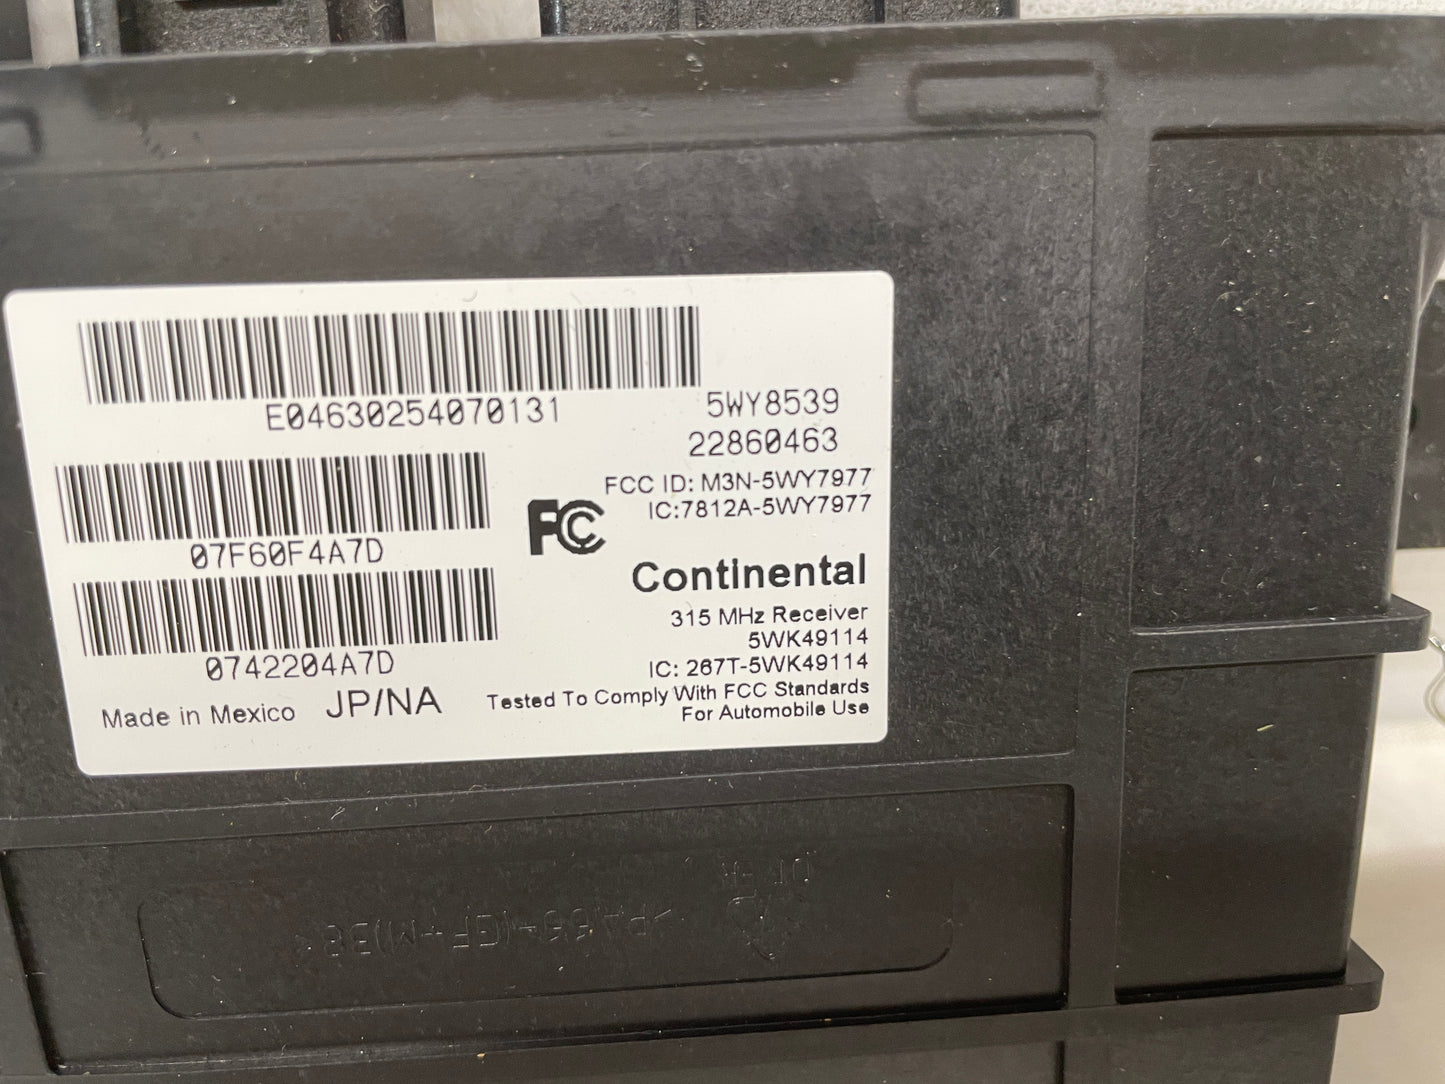 E04630254070131
5WY8539
22860463
FCC ID: M3N-5WY7977
IC:7812A-5WY7977
07F60F4A7D
FC
Continental
315 MHz Receiver
5WK49114
IC: 267T-5WK49114
0742204A7D
Made in Mexico JP/NA
Tested To Comply With FCC Standards
For Automobile Use